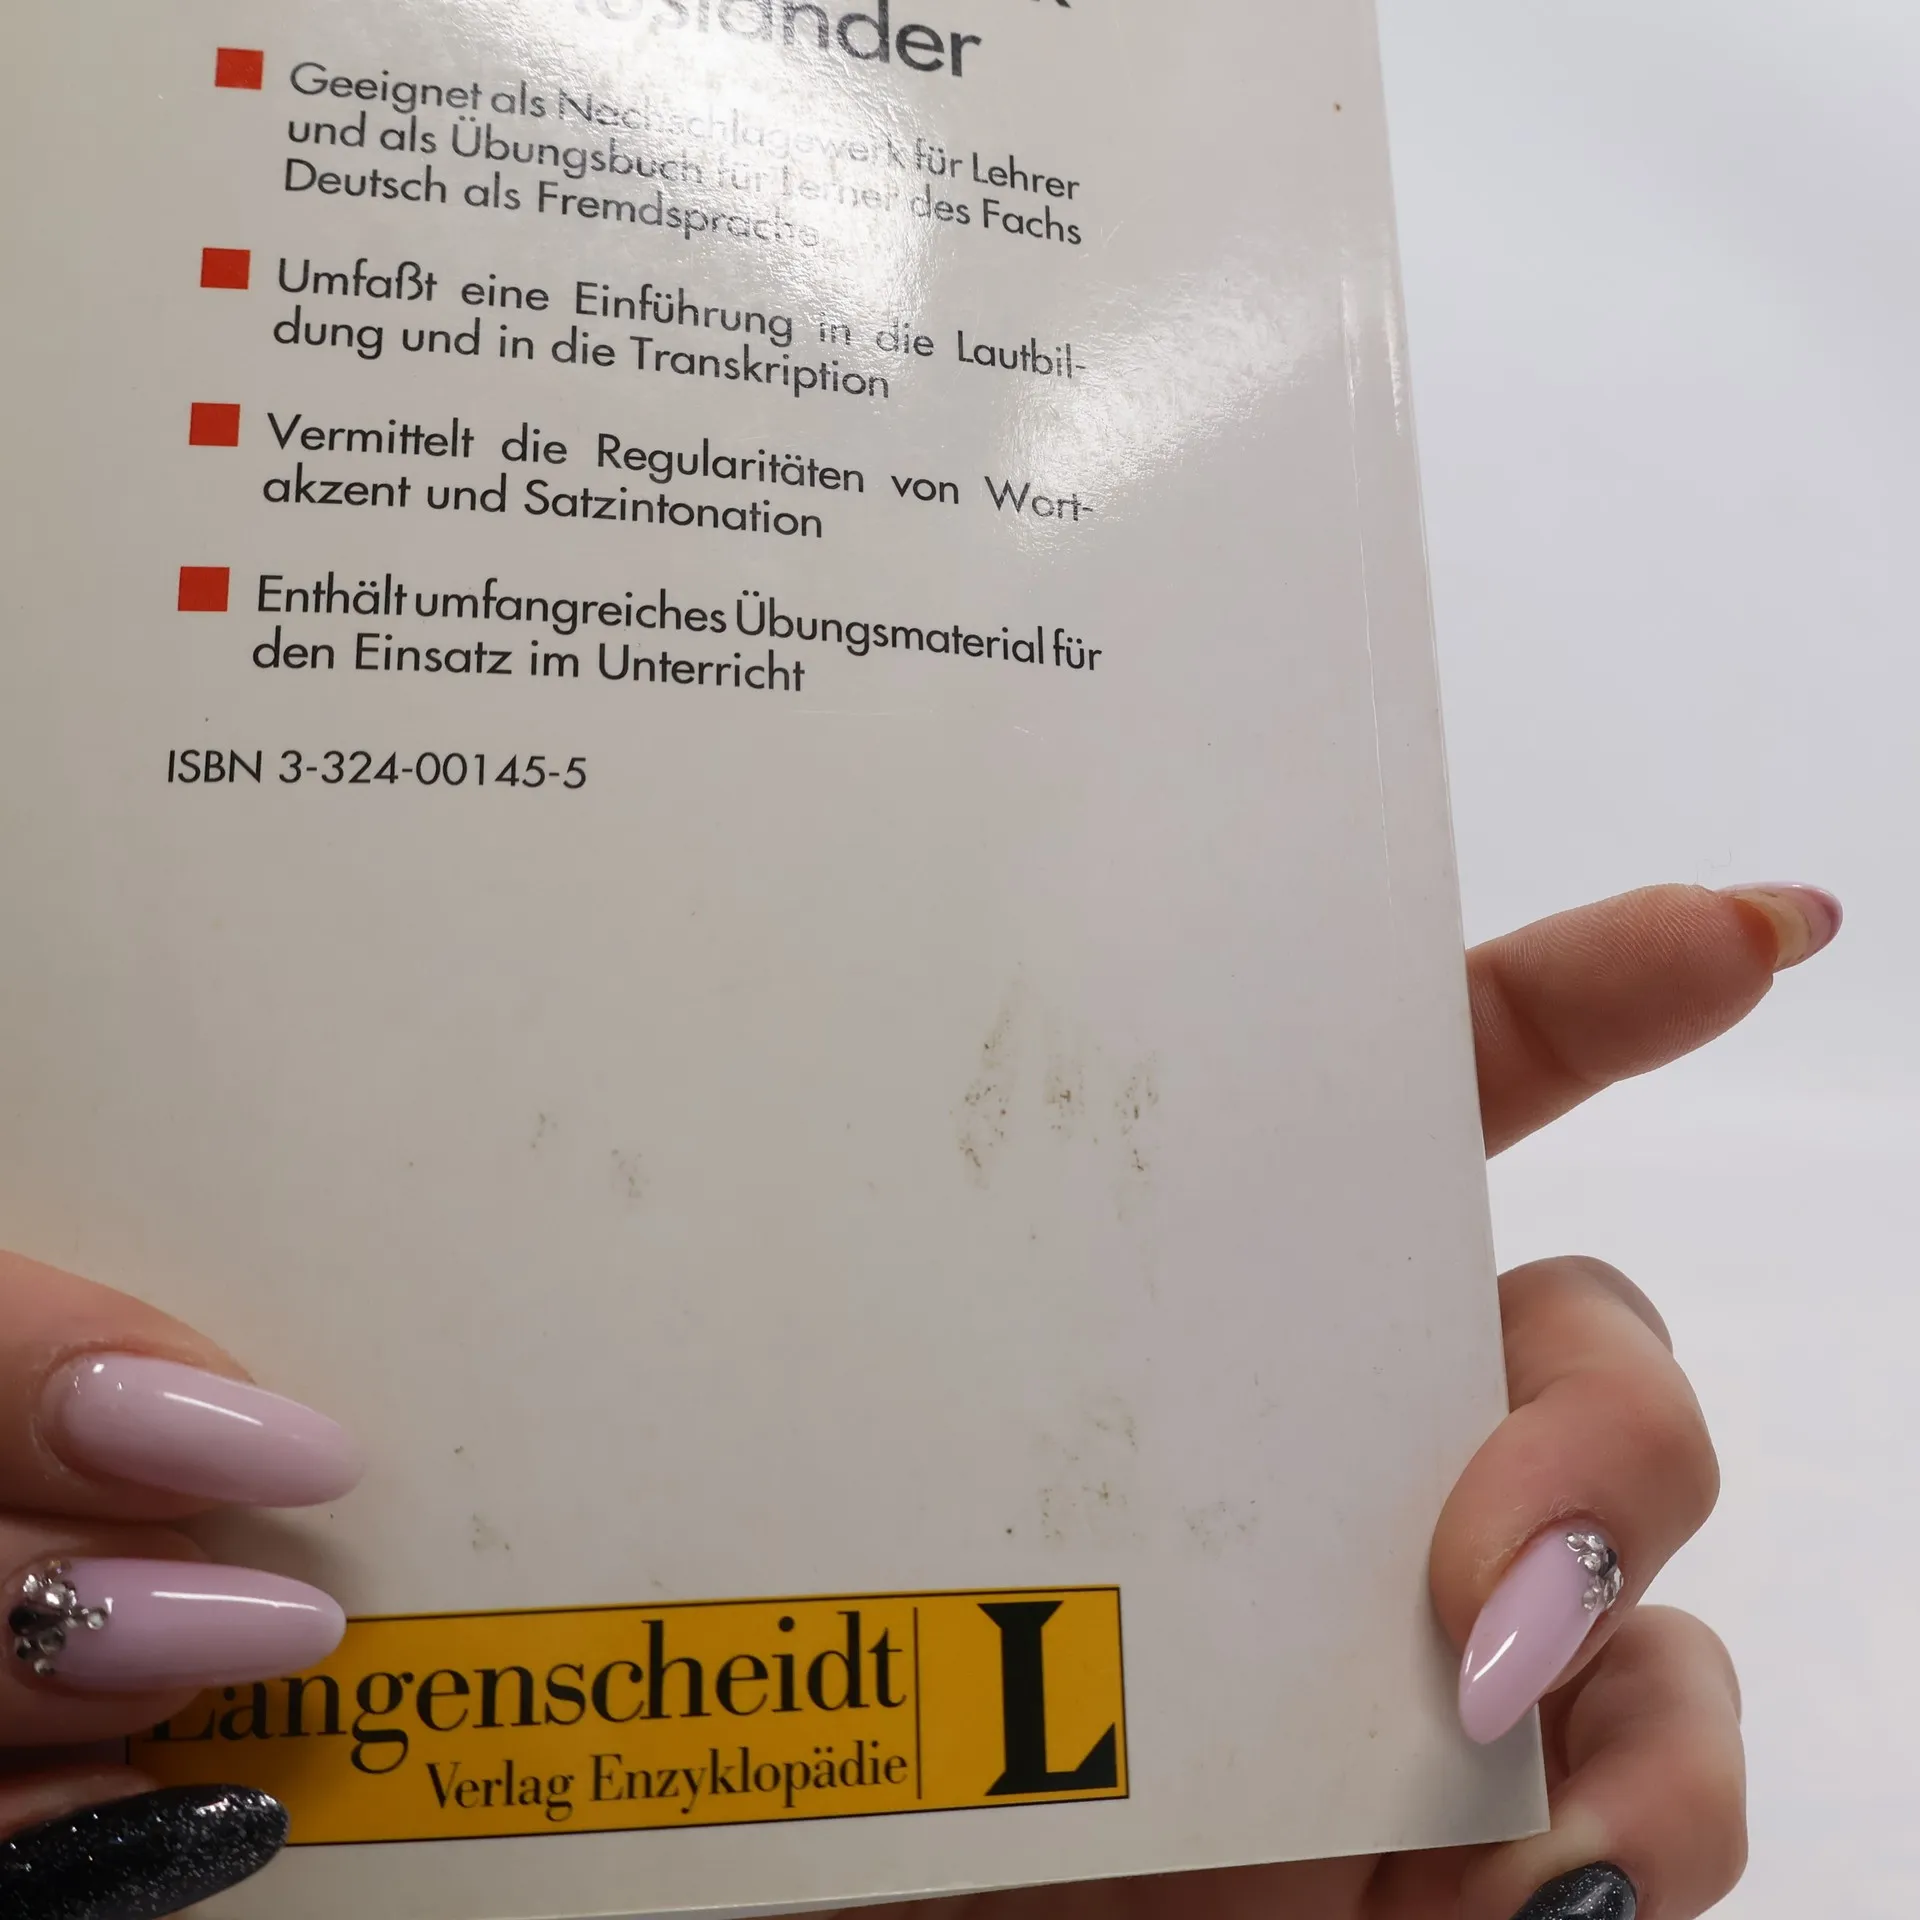 Ausländer
Geeignet als Nachschlagewerk für Lehrer
und als Übungsbuch für Lerner des Fachs
Deutsch als Fremdsprache
Umfaßt eine Einführung in die Lautbil-
dung und in die Transkription
Vermittelt die Regularitäten von Wort-
akzent und Satzintonation
Enthält umfangreiches Übungsmaterial für
den Einsatz im Unterricht
ISBN 3-324-00145-5
Langenscheidt
Verlag Enzyklopädie
L